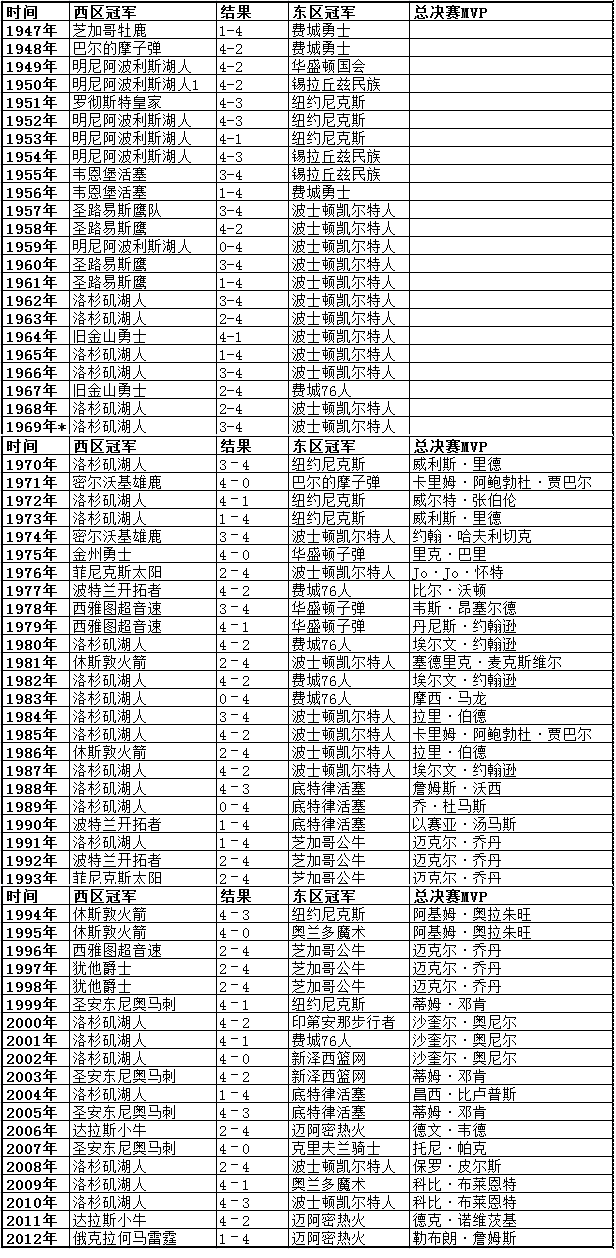 时间 西区冠军 结果 东区冠军 总决赛MVP
1947年 芝加哥牡鹿 1-4 费城勇士
1948年 巴尔的摩子弹 4-2 费城勇士
1949年 明尼阿波利斯湖人 4-2 华盛顿国会
1950年 明尼阿波利斯湖人1 4-2 锡拉丘兹民族
1951年 罗彻斯特皇家 4-3 纽约尼克斯
1952年 明尼阿波利斯湖人 4-3 纽约尼克斯
1953年 明尼阿波利斯湖人 4-1 纽约尼克斯
1954年 明尼阿波利斯湖人 4-3 锡拉丘兹民族
1955年 韦恩堡活塞 3-4 锡拉丘兹民族
1956年 韦恩堡活塞 1-4 费城勇士
1957年 圣路易斯鹰队 3-4 波士顿凯尔特人
1958年 圣路易斯鹰 4-2 波士顿凯尔特人
1959年 明尼阿波利斯湖人 0-4 波士顿凯尔特人
1960年 圣路易斯鹰 3-4 波士顿凯尔特人
1961年 圣路易斯鹰 1-4 波士顿凯尔特人
1962年 洛杉矶湖人 3-4 波士顿凯尔特人
1963年 洛杉矶湖人 2-4 波士顿凯尔特人
1964年 旧金山勇士 4-1 波士顿凯尔特人
1965年 洛杉矶湖人 1-4 波士顿凯尔特人
1966年 洛杉矶湖人 3-4 波士顿凯尔特人
1967年 旧金山勇士 2-4 费城76人
1968年 洛杉矶湖人 2-4 波士顿凯尔特人
1969年* 洛杉矶湖人 3-4 波士顿凯尔特人
时间 西区冠军 结果 东区冠军 总决赛MVP
1970年 洛杉矶湖人 3-4 纽约尼克斯 威利斯·里德
1971年 密尔沃基雄鹿 4-0 巴尔的摩子弹 卡里姆·阿鲍勃杜·贾巴尔
1972年 洛杉矶湖人 4-1 纽约尼克斯 威尔特·张伯伦
1973年 洛杉矶湖人 1-4 纽约尼克斯 威利斯·里德
1974年 密尔沃基雄鹿 3-4 波士顿凯尔特人 约翰·哈夫利切克
1975年 金州勇士 4-0 华盛顿子弹 里克·巴里
1976年 菲尼克斯太阳 2-4 波士顿凯尔特人 Jo·Jo·怀特
1977年 波特兰开拓者 4-2 费城76人 比尔·沃顿
1978年 西雅图超音速 3-4 华盛顿子弹 韦斯·昂塞尔德
1979年 西雅图超音速 4-1 华盛顿子弹 丹尼斯·约翰逊
1980年 洛杉矶湖人 4-2 费城76人 埃尔文·约翰逊
1981年 休斯敦火箭 2-4 波士顿凯尔特人 塞德里克·麦克斯维尔
1982年 洛杉矶湖人 4-2 费城76人 埃尔文·约翰逊
1983年 洛杉矶湖人 0-4 费城76人 摩西·马龙
1984年 洛杉矶湖人 3-4 波士顿凯尔特人 拉里·伯德
1985年 洛杉矶湖人 4-2 波士顿凯尔特人 卡里姆·阿鲍勃杜·贾巴尔
1986年 休斯敦火箭 2-4 波士顿凯尔特人 拉里·伯德
1987年 洛杉矶湖人 4-2 波士顿凯尔特人 埃尔文·约翰逊
1988年 洛杉矶湖人 4-3 底特律活塞 詹姆斯·沃西
1989年 洛杉矶湖人 0-4 底特律活塞 乔·杜马斯
1990年 波特兰开拓者 1-4 底特律活塞 以赛亚·汤马斯
1991年 洛杉矶湖人 1-4 芝加哥公牛 迈克尔·乔丹
1992年 波特兰开拓者 2-4 芝加哥公牛 迈克尔·乔丹
1993年 菲尼克斯太阳 2-4 芝加哥公牛 迈克尔·乔丹
时间 西区冠军 结果 东区冠军 总决赛MVP
1994年 休斯敦火箭 4-3 纽约尼克斯 阿基姆·奥拉朱旺
1995年 休斯敦火箭 4-0 奥兰多魔术 阿基姆·奥拉朱旺
1996年 西雅图超音速 2-4 芝加哥公牛 迈克尔·乔丹
1997年 犹他爵士 2-4 芝加哥公牛 迈克尔·乔丹
1998年 犹他爵士 2-4 芝加哥公牛 迈克尔·乔丹
1999年 圣安东尼奥马刺 4-1 纽约尼克斯 蒂姆·邓肯
2000年 洛杉矶湖人 4-2 印第安那步行者 沙奎尔·奥尼尔
2001年 洛杉矶湖人 4-1 费城76人 沙奎尔·奥尼尔
2002年 洛杉矶湖人 4-0 新泽西篮网 沙奎尔·奥尼尔
2003年 圣安东尼奥马刺 4-2 新泽西篮网 蒂姆·邓肯
2004年 洛杉矶湖人 1-4 底特律活塞 昌西·比卢普斯
2005年 圣安东尼奥马刺 4-3 底特律活塞 蒂姆·邓肯
2006年 达拉斯小牛 2-4 迈阿密热火 德文·韦德
2007年 圣安东尼奥马刺 4-0 克里夫兰骑士 托尼·帕克
2008年 洛杉矶湖人 2-4 波士顿凯尔特人 保罗·皮尔斯
2009年 洛杉矶湖人 4-1 奥兰多魔术 科比·布莱恩特
2010年 洛杉矶湖人 4-3 波士顿凯尔特人 科比·布莱恩特
2011年 达拉斯小牛 4-2 迈阿密热火 德克·诺维茨基
2012年 俄克拉何马雷霆 1-4 迈阿密热火 勒布朗·詹姆斯